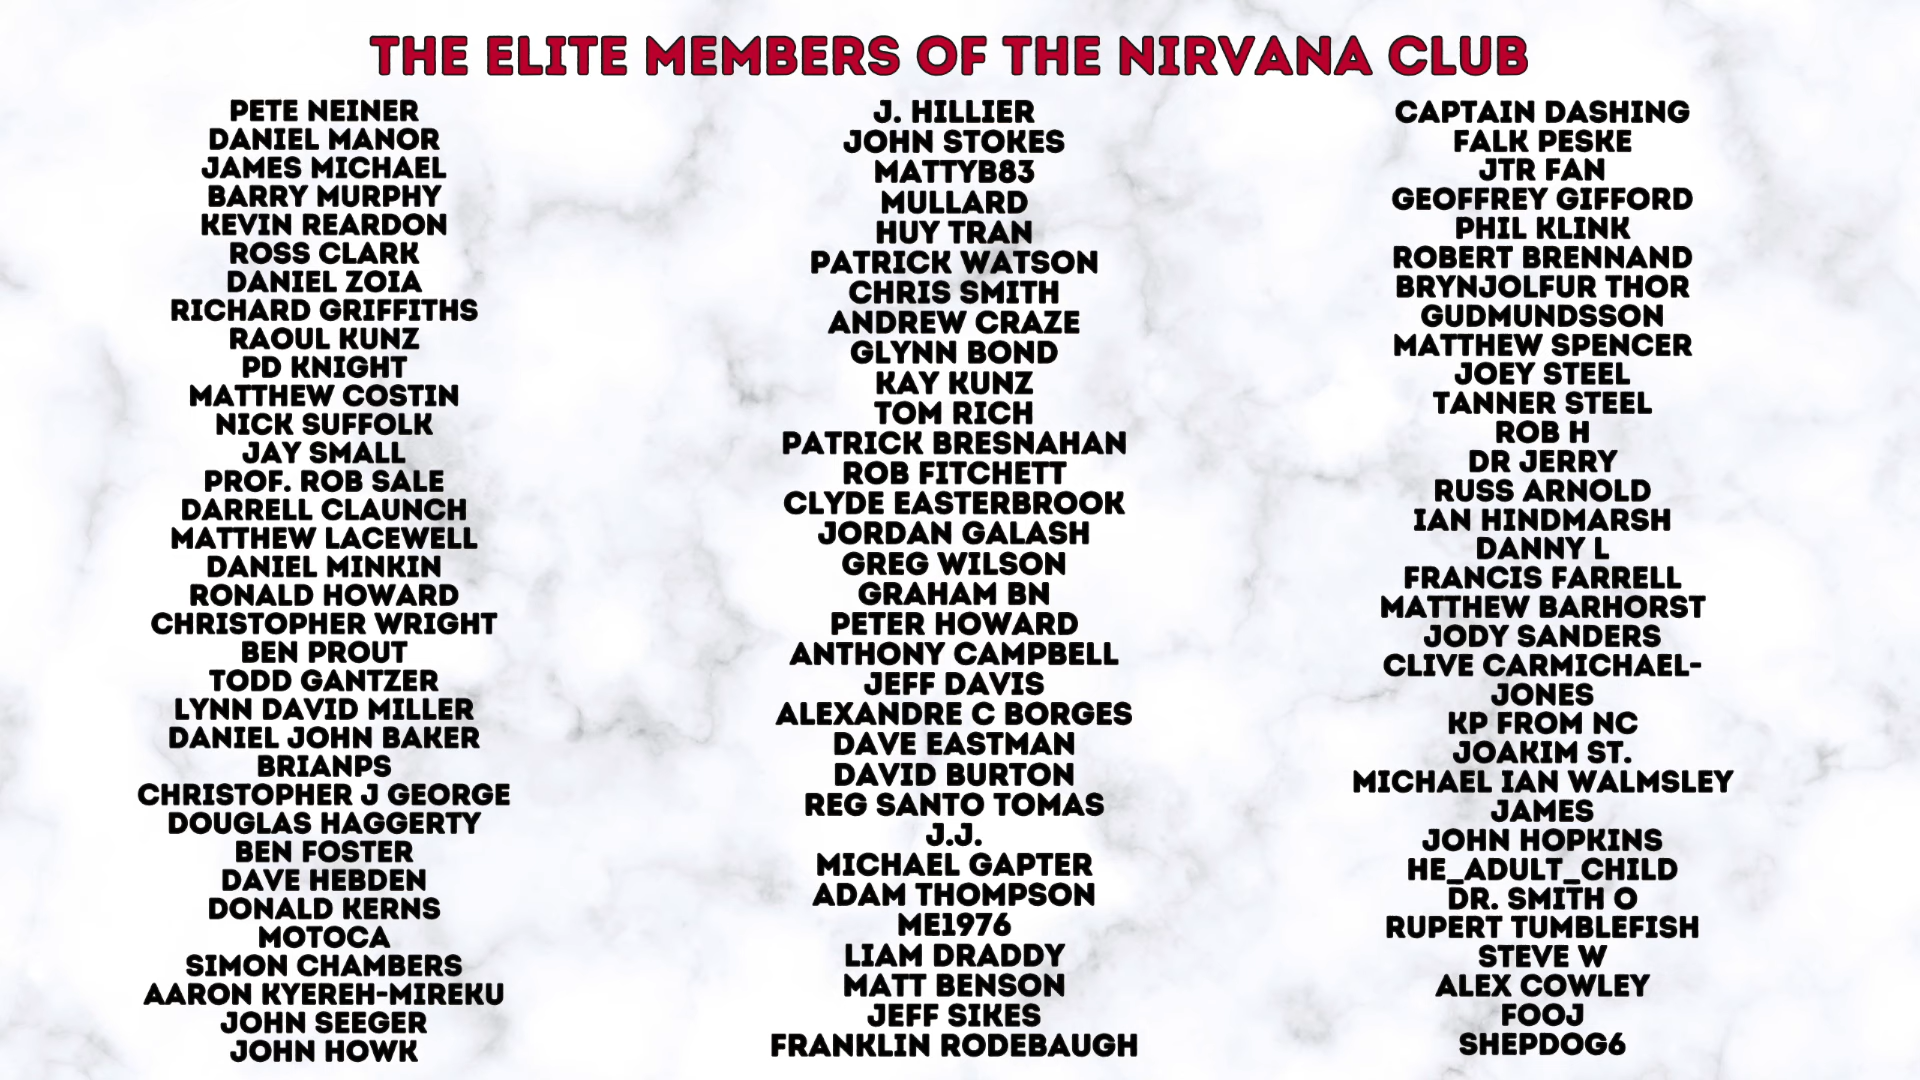 THE ELITE MEMBERS OF THE NIRVANA CLUB
PETE NEINER
DANIEL MANOR
JAMES MICHAEL
BARRY MURPHY
KEVIN REARDON
ROSS CLARK
DANIEL ZOIA
RICHARD GRIFFITHS
RAOUL KUNZ
PD KNIGHT
MATTHEW COSTIN
NICK SUFFOLK
JAY SMALL
PROF. ROB SALE
DARRELL CLAUNCH
MATTHEW LACEWELL
DANIEL MINKIN
RONALD HOWARD
CHRISTOPHER WRIGHT
BEN PROUT
TODD GANTZER
LYNN DAVID MILLER
DANIEL JOHN BAKER
BRIANPS
CHRISTOPHER J GEORGE
DOUGLAS HAGGERTY
BEN FOSTER
DAVE HEBDEN
DONALD KERNS
MOTOCA
SIMON CHAMBERS
AARON KYEREH-MIREKU
JOHN SEEGER
JOHN HOWK
J. HILLIER
JOHN STOKES
MATTYB83
MULLARD
HUY TRAN
PATRICK WATSON
CHRIS SMITH
ANDREW CRAZE
GLYNN BOND
KAY KUNZ
TOM RICH
PATRICK BRESNAHAN
ROB FITCHETT
CLYDE EASTERBROOK
JORDAN GALASH
GREG WILSON
GRAHAM BN
PETER HOWARD
ANTHONY CAMPBELL
JEFF DAVIS
ALEXANDRE C BORGES
DAVE EASTMAN
DAVID BURTON
REG SANTO TOMAS
J.J.
MICHAEL GAPTER
ADAM THOMPSON
ME1976
LIAM DRADDY
MATT BENSON
JEFF SIKES
FRANKLIN RODEBAUGH
CAPTAIN DASHING
FALK PESKE
JTR FAN
GEOFFREY GIFFORD
PHIL KLINK
ROBERT BRENNAND
BRYNJOLFUR THOR
GUDMUNDSSON
MATTHEW SPENCER
JOEY STEEL
TANNER STEEL
ROB H
DR JERRY
RUSS ARNOLD
IAN HINDMARSH
DANNY L
FRANCIS FARRELL
MATTHEW BARHORST
JODY SANDERS
CLIVE CARMICHAEL-
JONES
KP FROM NC
JOAKIM ST.
MICHAEL IAN WALMSLEY
JAMES
JOHN HOPKINS
HE_ADULT_CHILD
DR. SMITH O
RUPERT TUMBLEFISH
STEVE W
ALEX COWLEY
FOOJ
SHEPDOG6